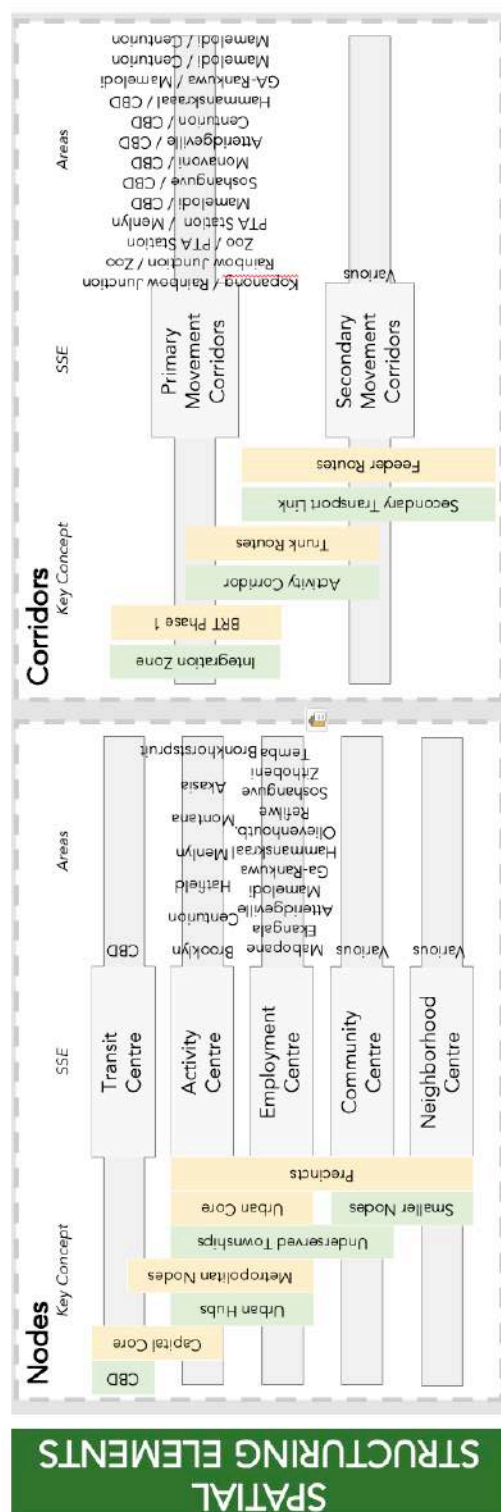 SPATIAL
STRUCTURING ELEMENTS
Nodes
Key Concept
SSE
Areas
CBD
Capital Core
Urban Hubs
Metropolitan Nodes
Underserved Townships
Urban Core
Smaller Nodes
Precincts
Transit
Centre
CBD
Activity
Centre
Brooklyn
Centurion
Hatfield
Menlyn
Montana
Akasia
Bronkhorstspruit
Employment
Centre
Mabopane
Ekangala
Atteridgeville
Mamelodi
Ga-Rankuwa
Hammanskraal
Olievenhoutb.
Refilwe
Soshanguve
Zithobeni
Temba
Community
Centre
Various
Neighborhood
Centre
Various
Corridors
Key Concept
SSE
Areas
Integration Zone
BRT Phase 1
Activity Corridor
Trunk Routes
Secondary Transport Link
Feeder Routes
Primary
Movement
Corridors
Kopanong / Rainbow Junction
Rainbow Junction / Zoo
Zoo / PTA Station
PTA Station / Menlyn
Mamelodi / CBD
Soshanguve / CBD
Monavoni / CBD
Atteridgeville / CBD
Centurion / CBD
Hammanskraal / CBD
GA-Rankuwa / Mamelodi
Mamelodi / Centurion
Mamelodi / Centurion
Secondary
Movement
Corridors
Various